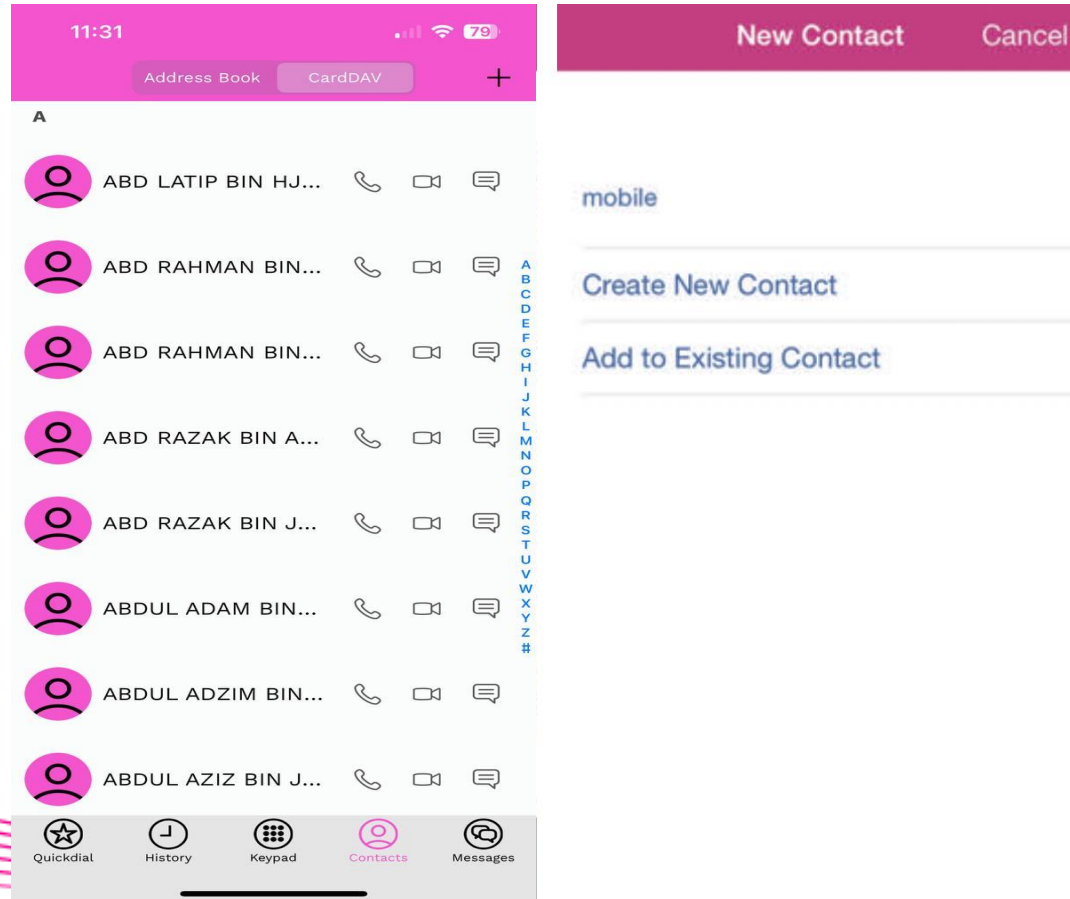 11:31
79
Address Book CardDAV +
A
ABD LATIP BIN HJ...
ABD RAHMAN BIN...
ABD RAHMAN BIN...
ABD RAZAK BIN A...
ABD RAZAK BIN J...
ABDUL ADAM BIN...
ABDUL ADZIM BIN...
ABDUL AZIZ BIN J...
A
B
C
D
E
F
G
H
I
J
K
L
M
N
O
P
Q
R
S
T
U
V
W
X
Y
Z
#
Quickdial History Keypad Contacts Messages
New Contact Cancel
mobile
Create New Contact
Add to Existing Contact